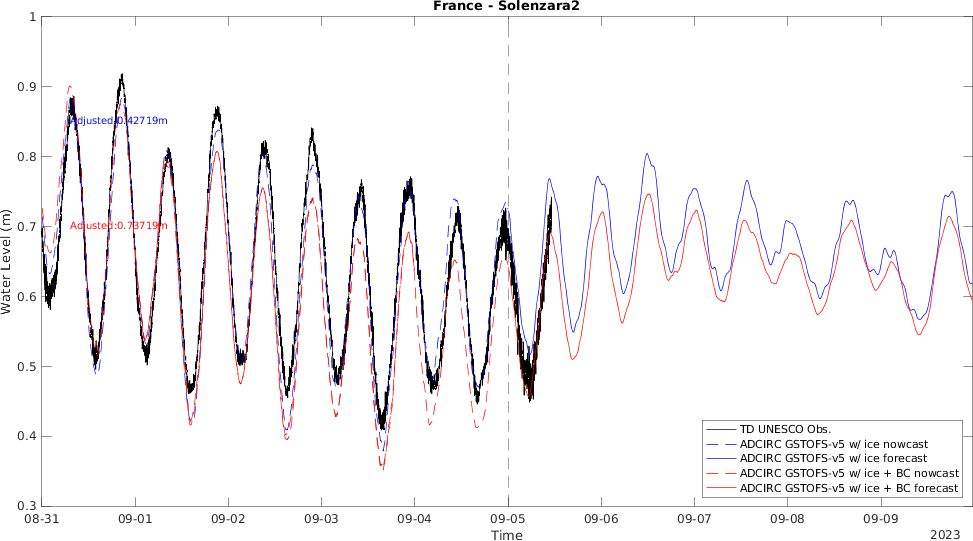 France - Solenzara2
Water Level (m)
1
0.9
0.8
0.7
0.6
0.5
0.4
0.3
Adjusted:0.42719m
Adjusted:0.73719m
TD UNESCO Obs.
ADCIRC GSTOFS-v5 w/ ice nowcast
ADCIRC GSTOFS-v5 w/ ice forecast
ADCIRC GSTOFS-v5 w/ ice + BC nowcast
ADCIRC GSTOFS-v5 w/ ice + BC forecast
08-31 09-01 09-02 09-03 09-04 09-05 09-06 09-07 09-08 09-09
Time
2023